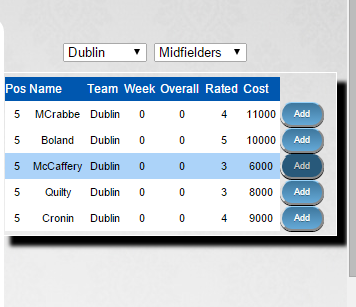 Dublin Midfielders
Pos Name Team Week Overall Rated Cost
5 MCrabbe Dublin 0 0 4 11000 Add
5 Boland Dublin 0 0 5 10000 Add
5 McCaffery Dublin 0 0 3 6000 Add
5 Quilty Dublin 0 0 3 8000 Add
5 Cronin Dublin 0 0 4 9000 Add